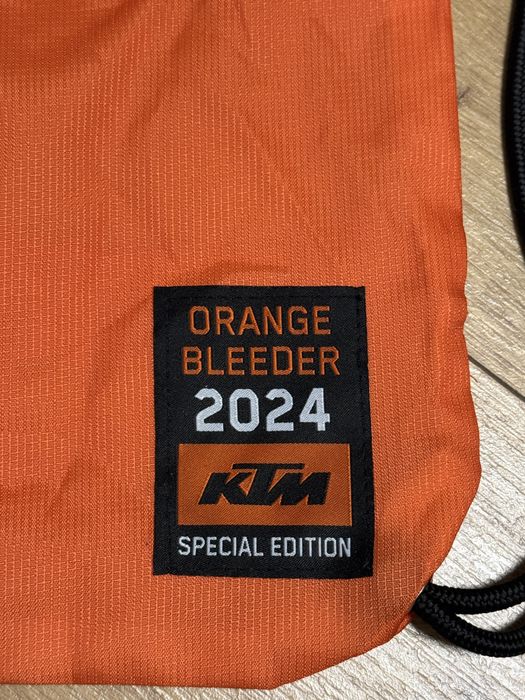 ORANGE
BLEEDER
2024
KTM
SPECIAL EDITION